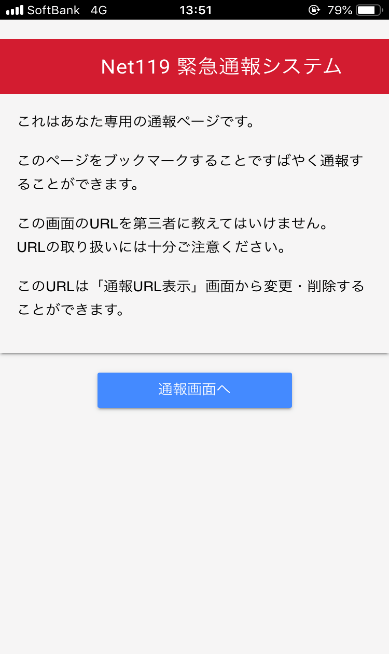 SoftBank 4G 13:51 79%
Net119 緊急通報システム
これはあなた専用の通報ページです。
このページをブックマークすることですばやく通報す
ることができます。
この画面のURLを第三者に教えてはいけません。
URLの取り扱いには十分ご注意ください。
このURLは「通報URL表示」画面から変更・削除する
ことができます。
通報画面へ